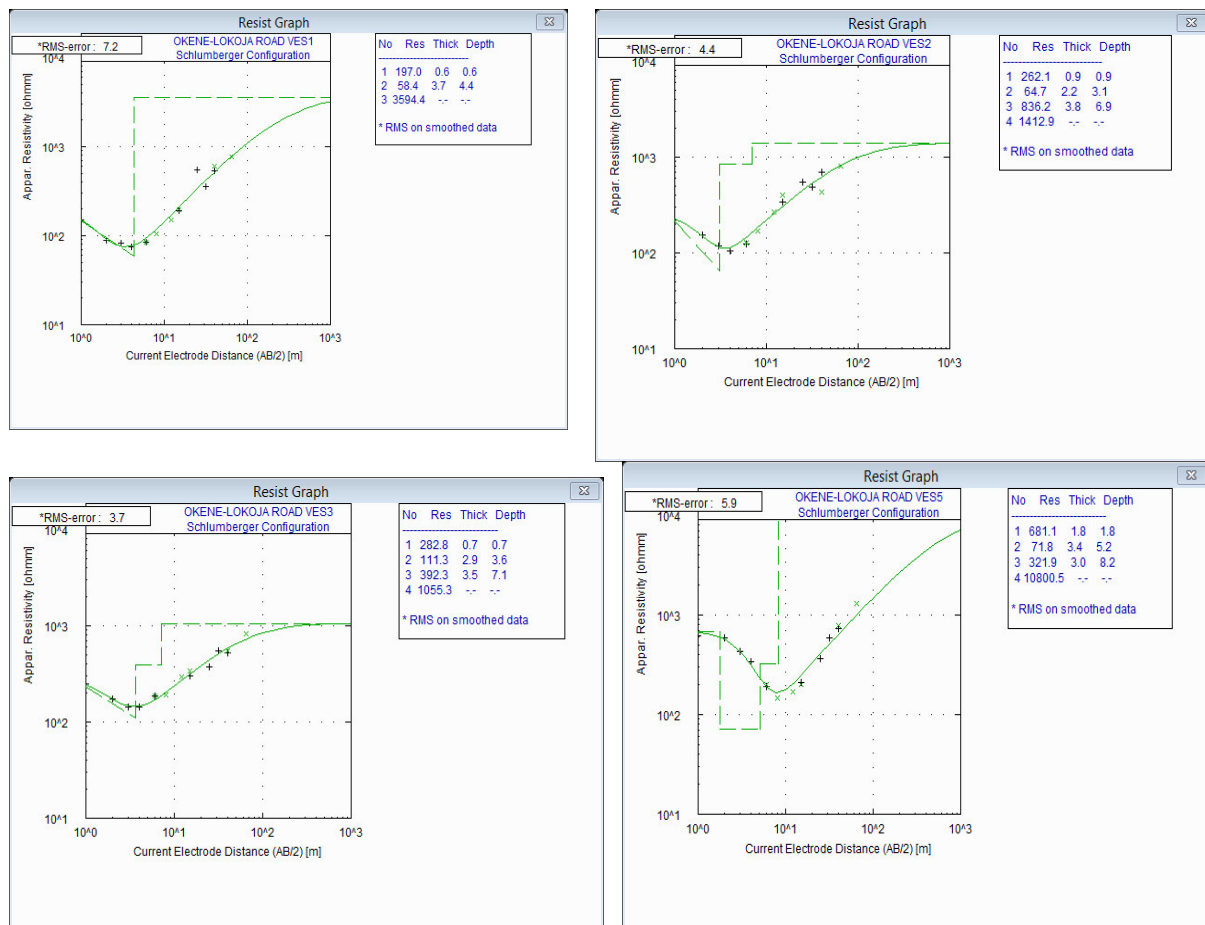 Resist Graph
*RMS-error : 7.2
OKENE-LOKOJA ROAD VES1
Schlumberger Configuration
Appar. Resistivity [ohmm]
10^4
10^3
10^2
10^1
10^0 10^1 10^2 10^3
Current Electrode Distance (AB/2) [m]
No Res Thick Depth
--------------------------
1 197.0 0.6 0.6
2 58.4 3.7 4.4
3 3594.4 -.- -.-
* RMS on smoothed data
Resist Graph
*RMS-error : 4.4
OKENE-LOKOJA ROAD VES2
Schlumberger Configuration
Appar. Resistivity [ohmm]
10^4
10^3
10^2
10^1
10^0 10^1 10^2 10^3
Current Electrode Distance (AB/2) [m]
No Res Thick Depth
--------------------------
1 262.1 0.9 0.9
2 64.7 2.2 3.1
3 836.2 3.8 6.9
4 1412.9 -.- -.-
* RMS on smoothed data
Resist Graph
*RMS-error : 3.7
OKENE-LOKOJA ROAD VES3
Schlumberger Configuration
Appar. Resistivity [ohmm]
10^4
10^3
10^2
10^1
10^0 10^1 10^2 10^3
Current Electrode Distance (AB/2) [m]
No Res Thick Depth
--------------------------
1 282.8 0.7 0.7
2 111.3 2.9 3.6
3 392.3 3.5 7.1
4 1055.3 -.- -.-
* RMS on smoothed data
Resist Graph
*RMS-error : 5.9
OKENE-LOKOJA ROAD VES5
Schlumberger Configuration
Appar. Resistivity [ohmm]
10^4
10^3
10^2
10^1
10^0 10^1 10^2 10^3
Current Electrode Distance (AB/2) [m]
No Res Thick Depth
--------------------------
1 681.1 1.8 1.8
2 71.8 3.4 5.2
3 321.9 3.0 8.2
4 10800.5 -.- -.-
* RMS on smoothed data